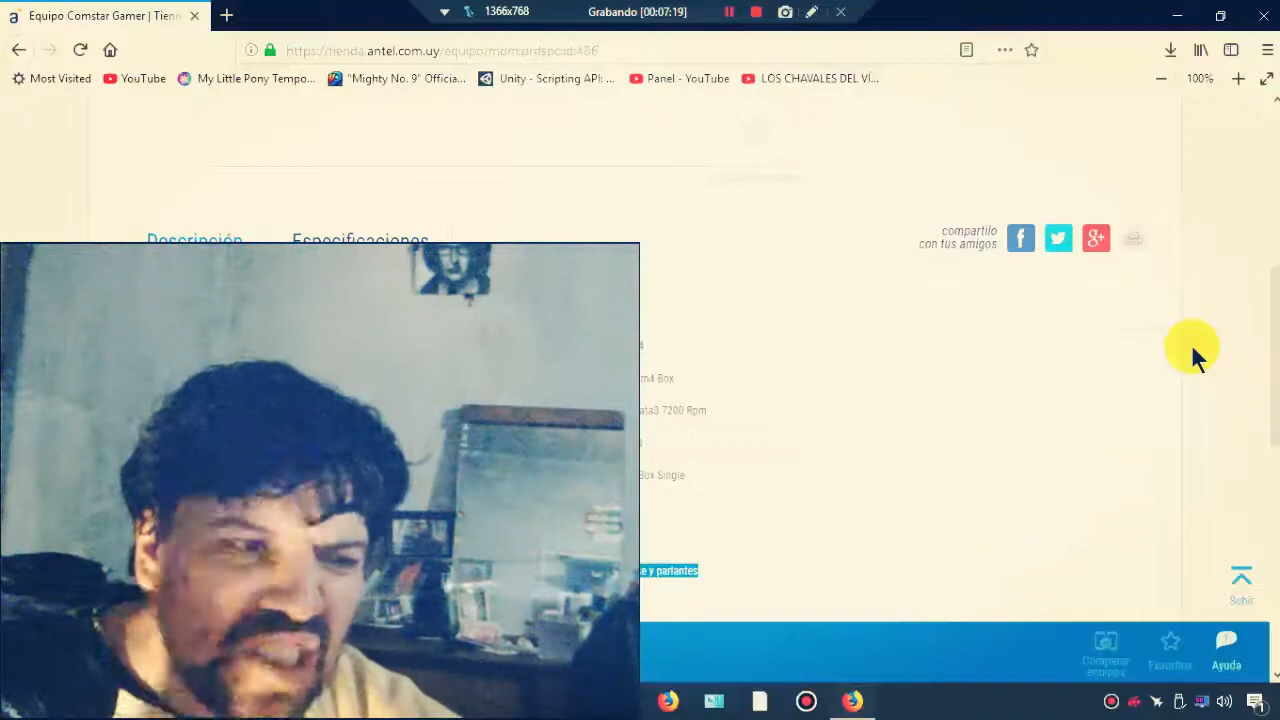 1366x768
Grabando [00:07:19]
Equipo Comstar Gamer | Tien
https://tienda.antel.com.uy/equipo/
Most Visited
YouTube
My Little Pony Tempo...
"Mighty No. 9" Officia...
Unity - Scripting API: ...
Panel - YouTube
LOS CHAVALES DEL VÍ...
100%
Descripción
Especificaciones
compartilo
con tus amigos
m4 Box
ata3 7200 Rpm
Box Single
e y parlantes
Subir
Comparar
equipos
Favoritos
Ayuda